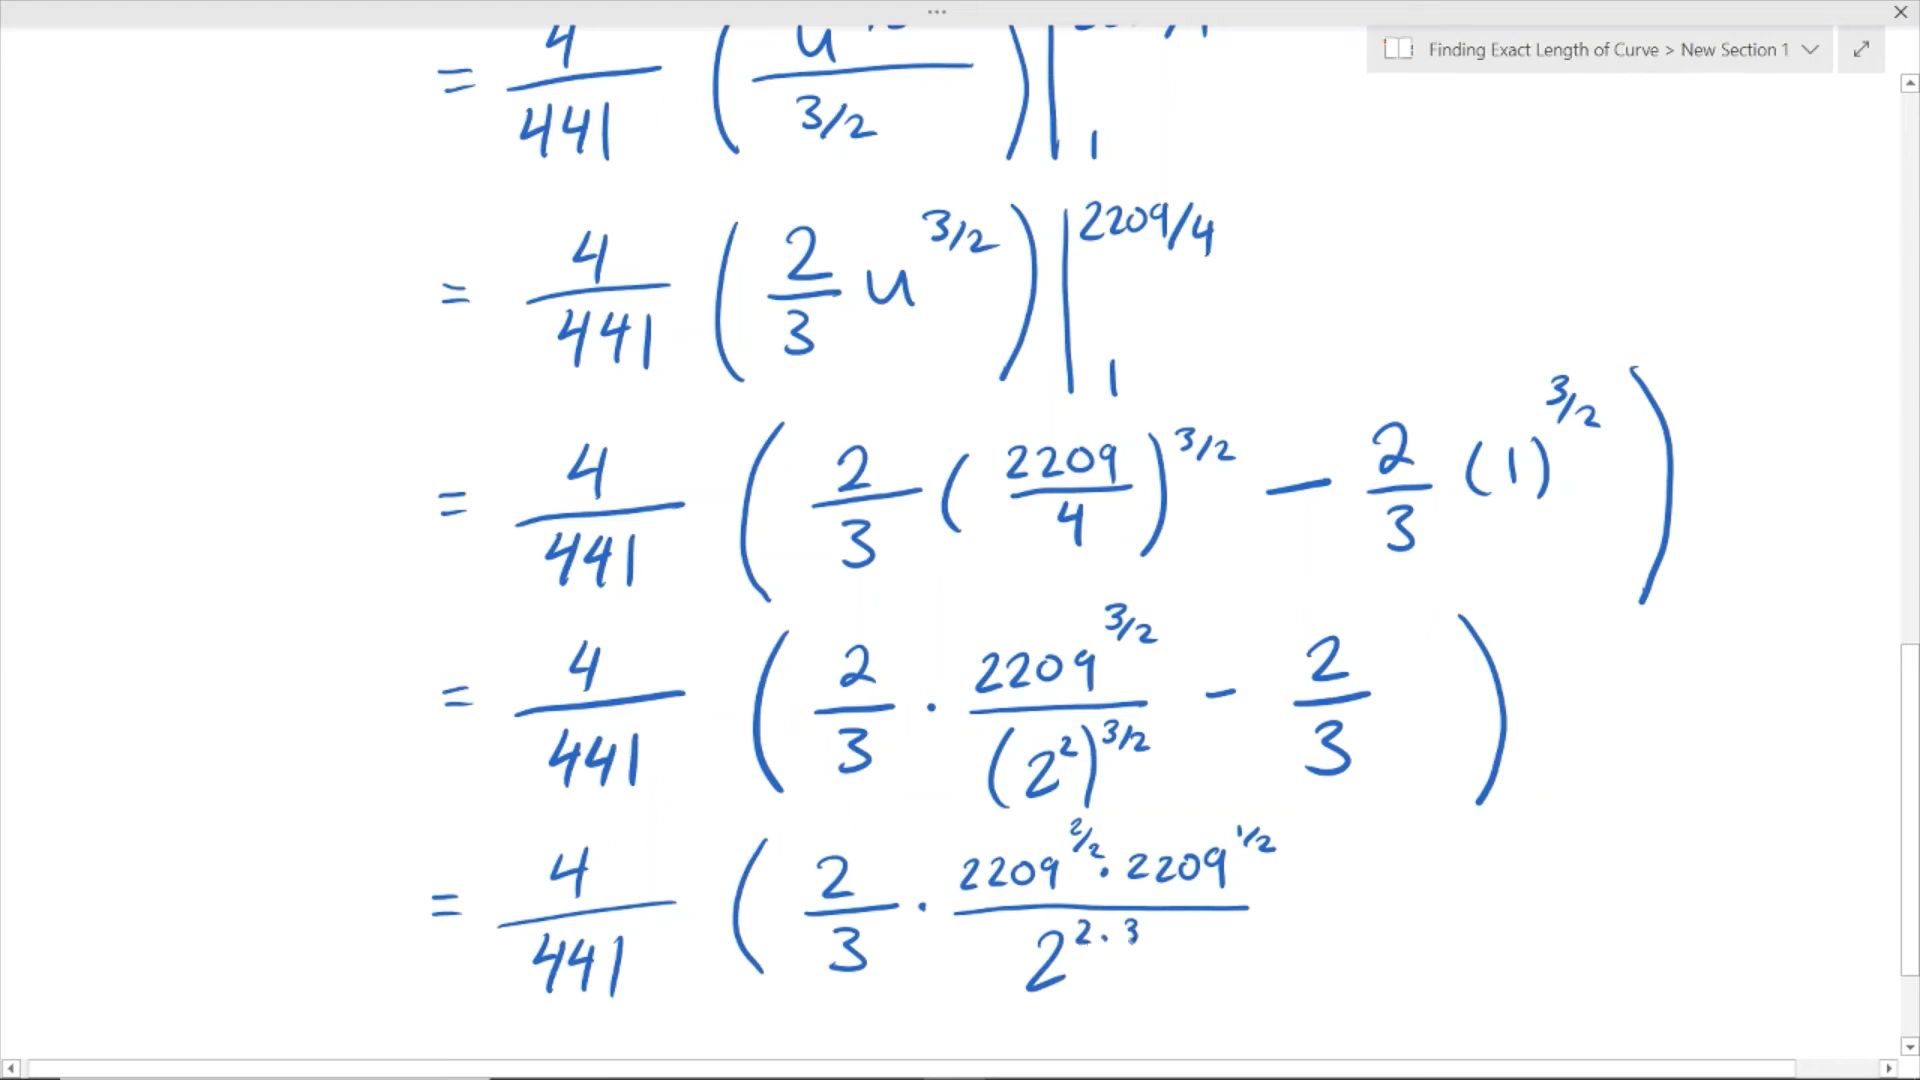 Finding Exact Length of Curve > New Section 1
= 4/441 ( u / 3/2 ) |_1
= 4/441 ( 2/3 u^3/2 ) |_1^2209/4
= 4/441 ( 2/3 ( 2209/4 )^3/2 − 2/3 (1)^3/2 )
= 4/441 ( 2/3 · 2209^3/2 / (2^2)^3/2 - 2/3 )
= 4/441 ( 2/3 · 2209^2/2 · 2209^1/2 / 2^2·3